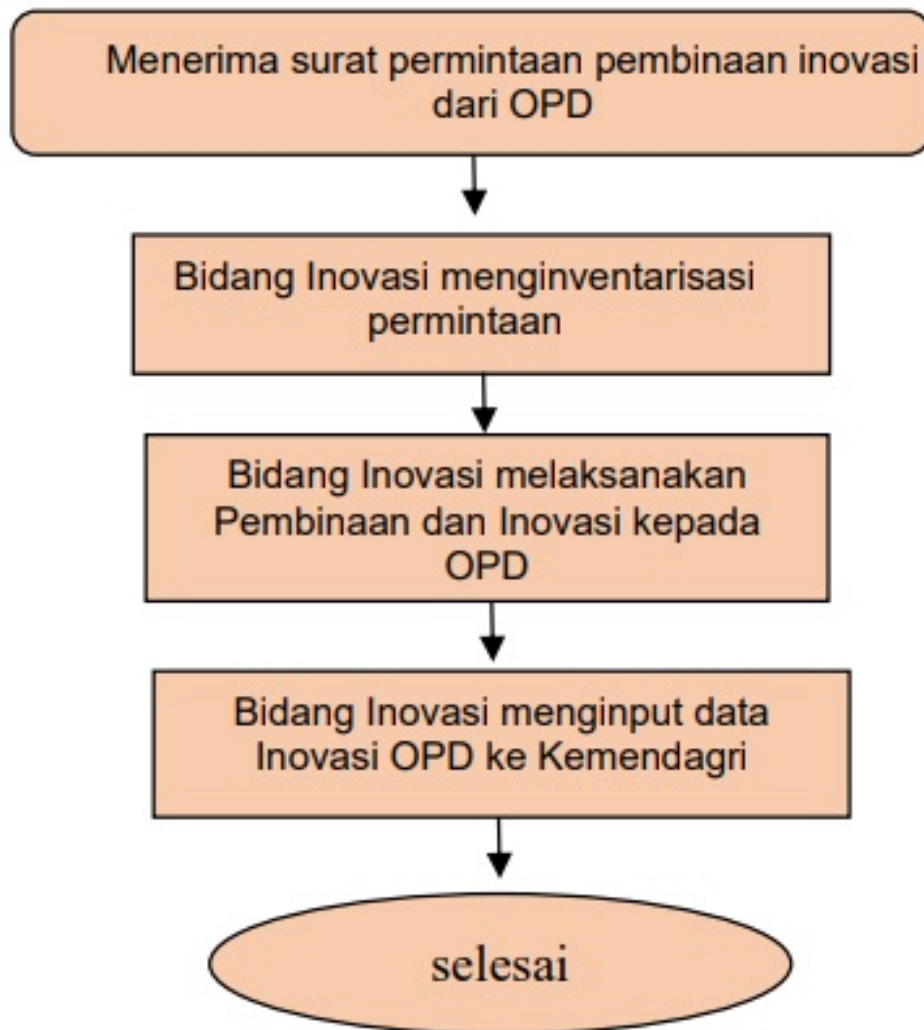 Menerima surat permintaan pembinaan inovasi
dari OPD
Bidang Inovasi menginventarisasi
permintaan
Bidang Inovasi melaksanakan
Pembinaan dan Inovasi kepada
OPD
Bidang Inovasi menginput data
Inovasi OPD ke Kemendagri
selesai